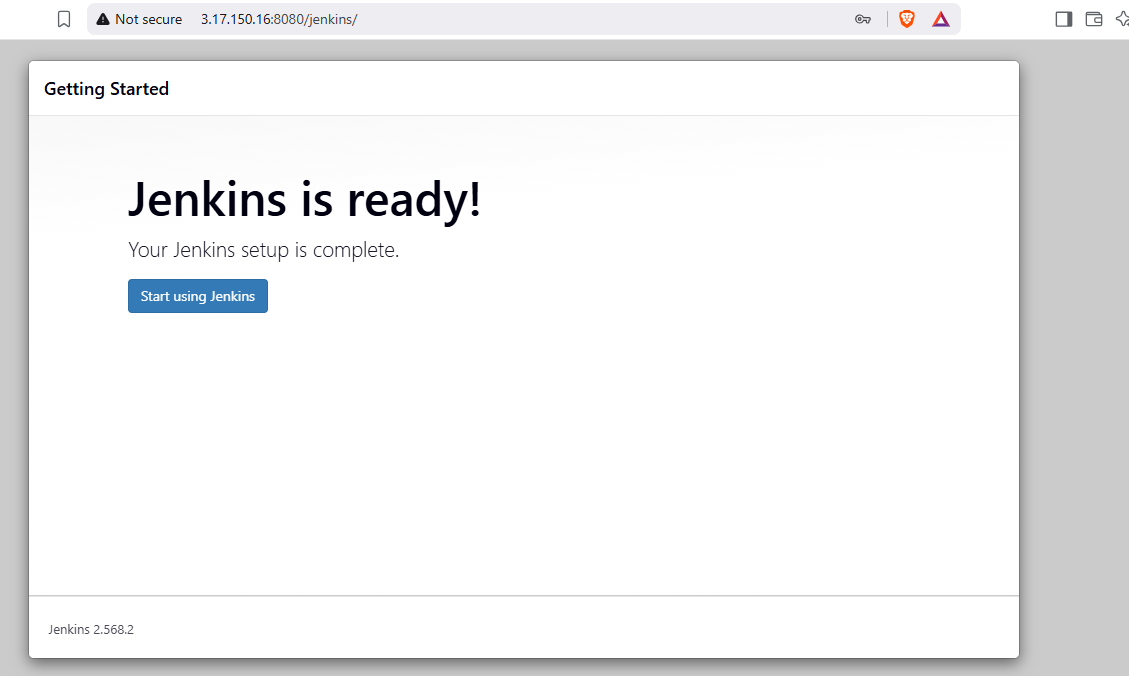 Not secure 3.17.150.16:8080/jenkins/
Getting Started
Jenkins is ready!
Your Jenkins setup is complete.
Start using Jenkins
Jenkins 2.568.2